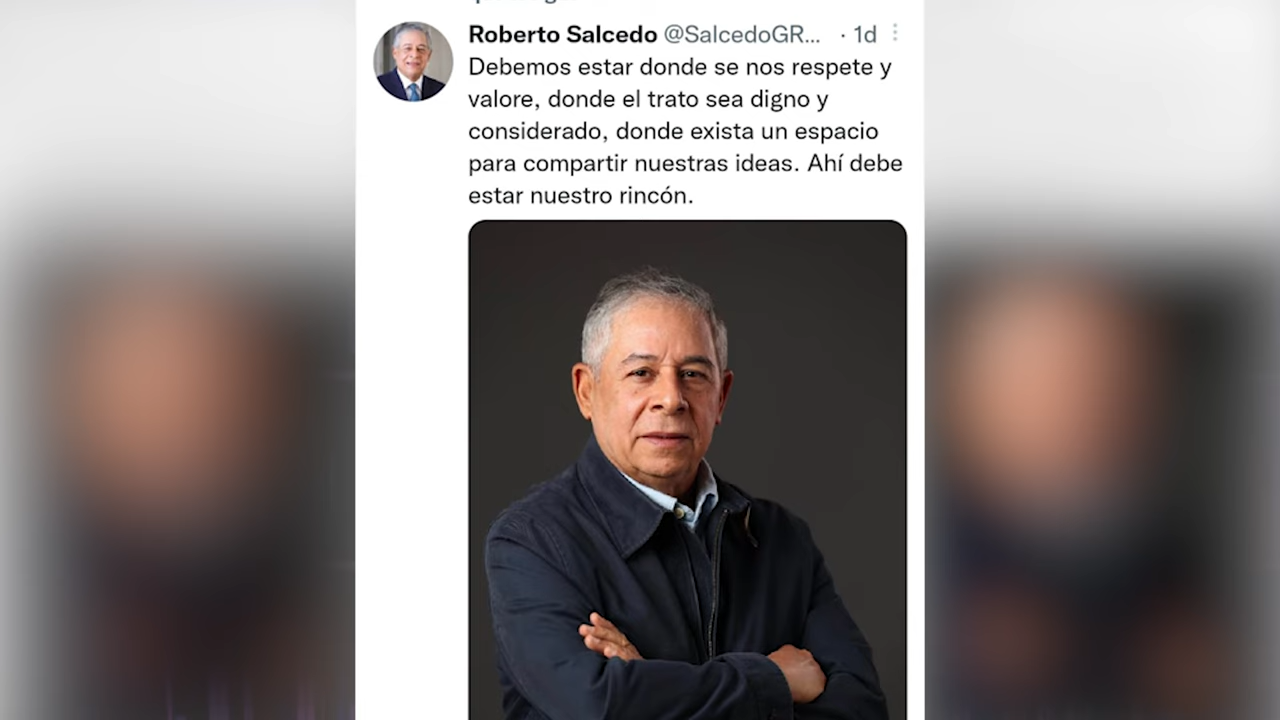 Roberto Salcedo @SalcedoGR... · 1d
Debemos estar donde se nos respete y
valore, donde el trato sea digno y
considerado, donde exista un espacio
para compartir nuestras ideas. Ahí debe
estar nuestro rincón.